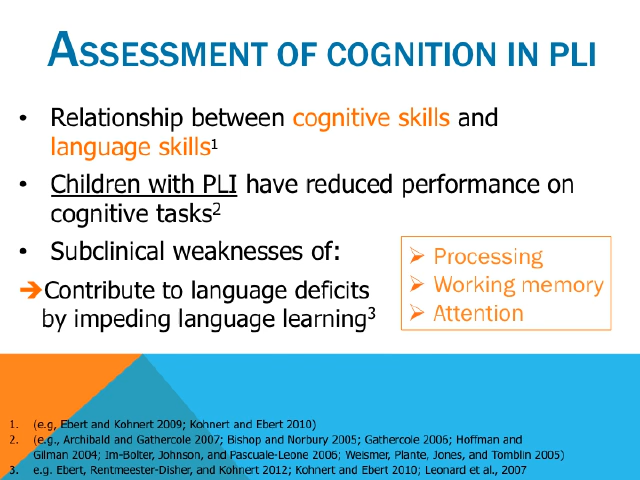 ASSESSMENT OF COGNITION IN PLI
• Relationship between cognitive skills and
language skills1
• Children with PLI have reduced performance on
cognitive tasks2
• Subclinical weaknesses of:
➔Contribute to language deficits
by impeding language learning3
➢ Processing
➢ Working memory
➢ Attention
1. (e.g, Ebert and Kohnert 2009; Kohnert and Ebert 2010)
2. (e.g., Archibald and Gathercole 2007; Bishop and Norbury 2005; Gathercole 2006; Hoffman and
Gilman 2004; Im-Bolter, Johnson, and Pascuale-Leone 2006; Weismer, Plante, Jones, and Tomblin 2005)
3. e.g. Ebert, Rentmeester-Disher, and Kohnert 2012; Kohnert and Ebert 2010; Leonard et al., 2007